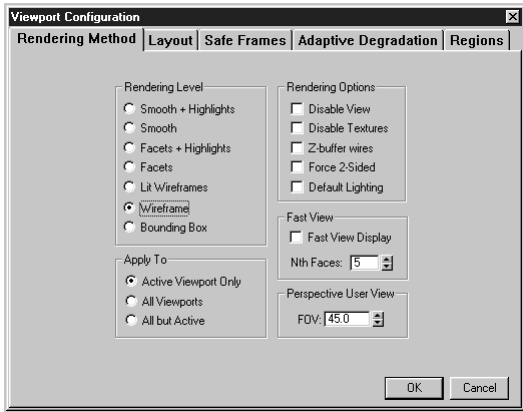 Viewport Configuration
Rendering Method Layout Safe Frames Adaptive Degradation Regions
Rendering Level
Smooth + Highlights
Smooth
Facets + Highlights
Facets
Lit Wireframes
Wireframe
Bounding Box
Apply To
Active Viewport Only
All Viewports
All but Active
Rendering Options
Disable View
Disable Textures
Z-buffer wires
Force 2-Sided
Default Lighting
Fast View
Fast View Display
Nth Faces: 5
Perspective User View
FOV: 45.0
OK Cancel